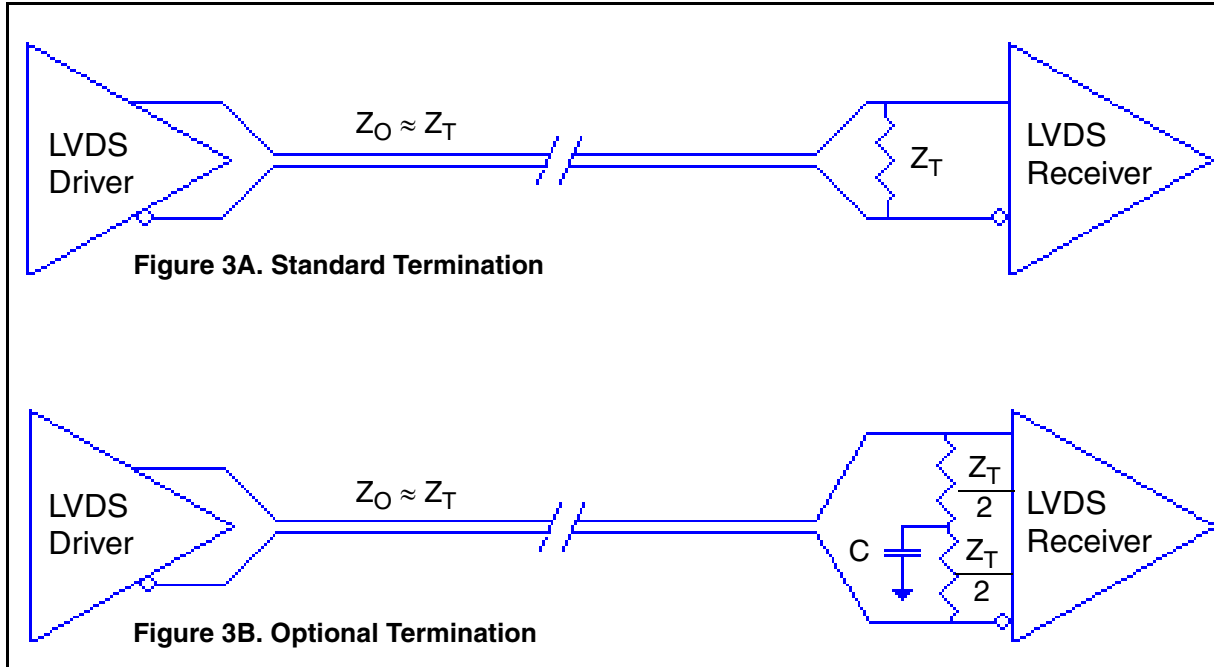 LVDS
Driver
Z_O ≈ Z_T
Z_T
LVDS
Receiver
Figure 3A. Standard Termination
LVDS
Driver
Z_O ≈ Z_T
C
Z_T
2
Z_T
2
LVDS
Receiver
Figure 3B. Optional Termination